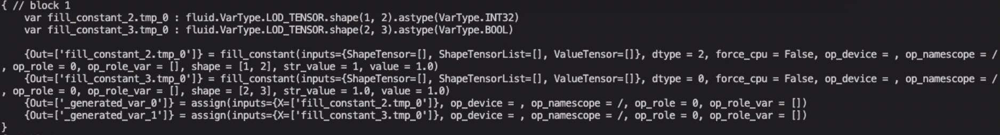 { // block 1
    var fill_constant_2.tmp_0 : fluid.VarType.LOD_TENSOR.shape(1, 2).astype(VarType.INT32)
    var fill_constant_3.tmp_0 : fluid.VarType.LOD_TENSOR.shape(2, 3).astype(VarType.BOOL)

    {Out=['fill_constant_2.tmp_0']} = fill_constant(inputs={ShapeTensor=[], ShapeTensorList=[], ValueTensor=[]}, dtype = 2, force_cpu = False, op_device = , op_namescope = /
, op_role = 0, op_role_var = [], shape = [1, 2], str_value = 1, value = 1.0)
    {Out=['fill_constant_3.tmp_0']} = fill_constant(inputs={ShapeTensor=[], ShapeTensorList=[], ValueTensor=[]}, dtype = 0, force_cpu = False, op_device = , op_namescope = /
, op_role = 0, op_role_var = [], shape = [2, 3], str_value = 1.0, value = 1.0)
    {Out=['_generated_var_0']} = assign(inputs={X=['fill_constant_2.tmp_0']}, op_device = , op_namescope = /, op_role = 0, op_role_var = [])
    {Out=['_generated_var_1']} = assign(inputs={X=['fill_constant_3.tmp_0']}, op_device = , op_namescope = /, op_role = 0, op_role_var = [])
}